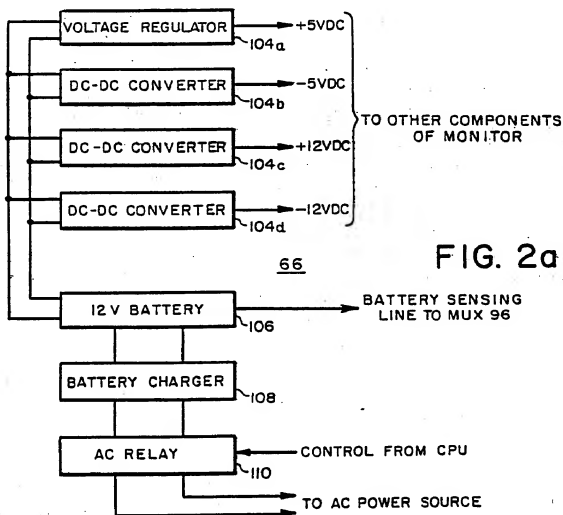 VOLTAGE REGULATOR
104a
+5VDC
DC-DC CONVERTER
104b
-5VDC
DC-DC CONVERTER
104c
+12VDC
DC-DC CONVERTER
104d
-12VDC
TO OTHER COMPONENTS
OF MONITOR
66
FIG. 2a
12V BATTERY
106
BATTERY SENSING
LINE TO MUX 96
BATTERY CHARGER
108
AC RELAY
110
CONTROL FROM CPU
TO AC POWER SOURCE